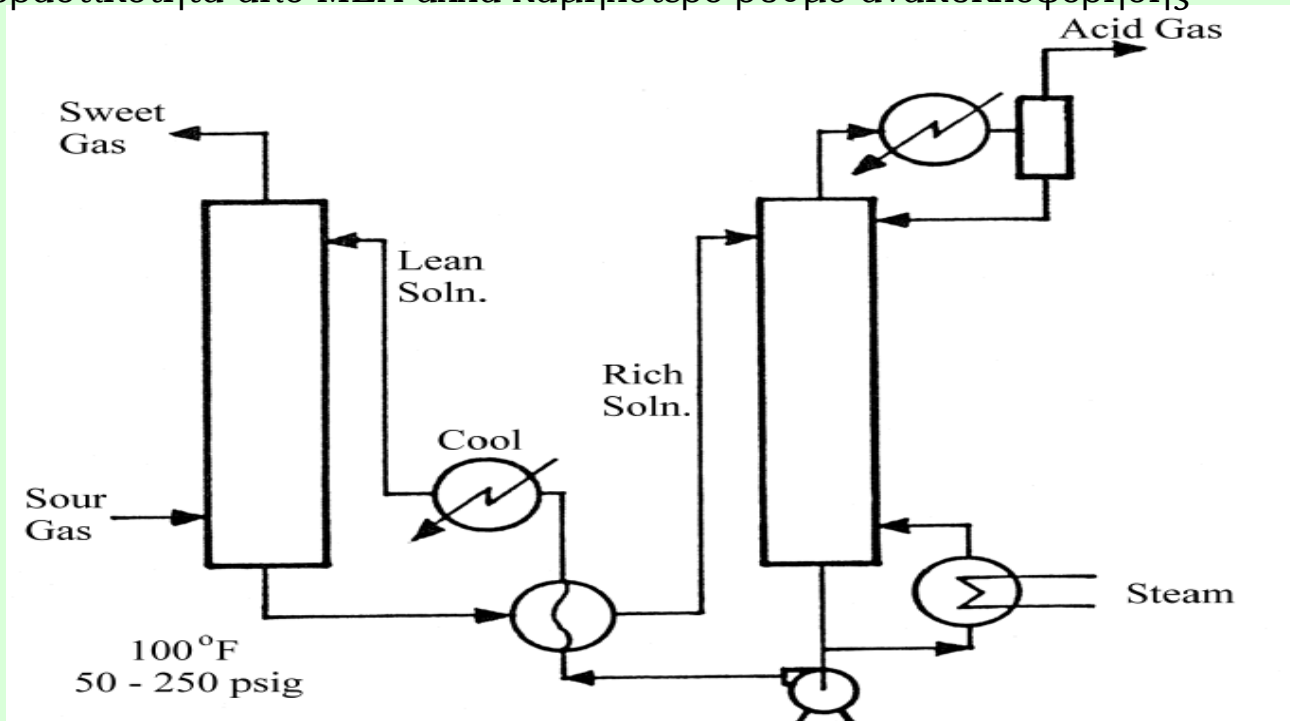 Acid Gas
Sweet
Gas
Lean
Soln.
Rich
Soln.
Cool
Sour
Gas
Steam
100°F
50 - 250 psig